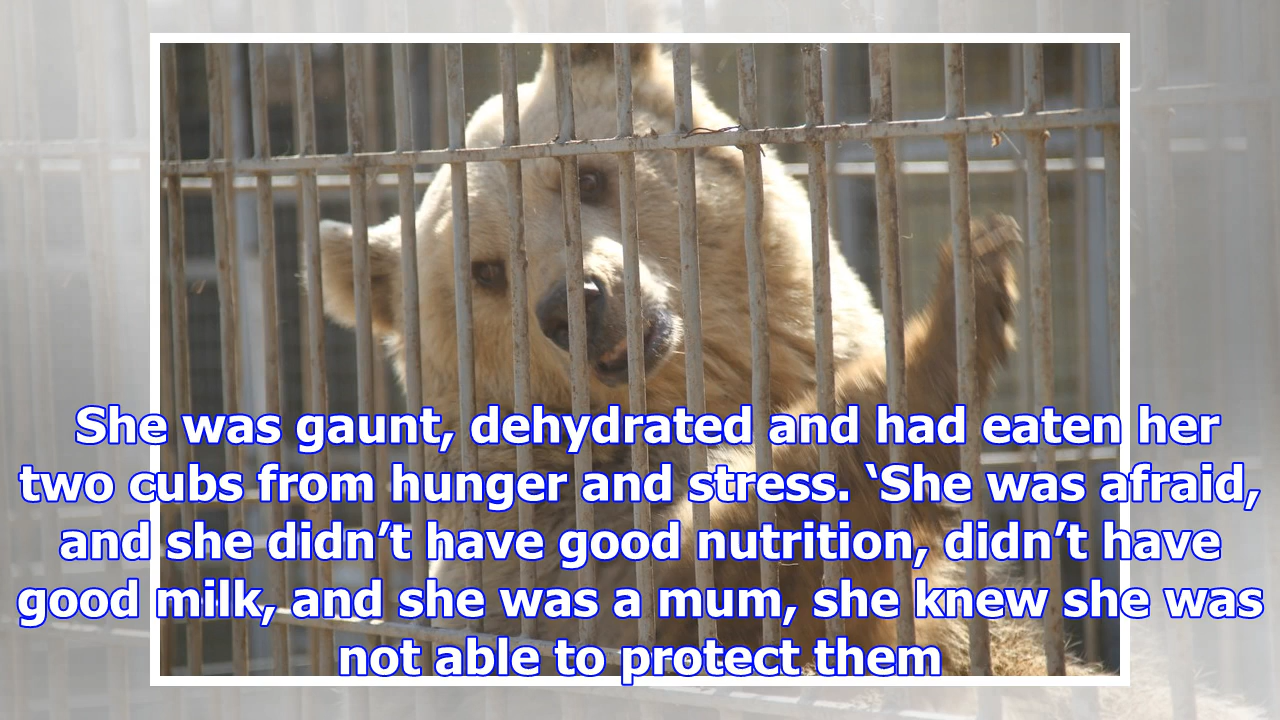 She was gaunt, dehydrated and had eaten her
two cubs from hunger and stress. ‘She was afraid,
and she didn’t have good nutrition, didn’t have
good milk, and she was a mum, she knew she was
not able to protect them